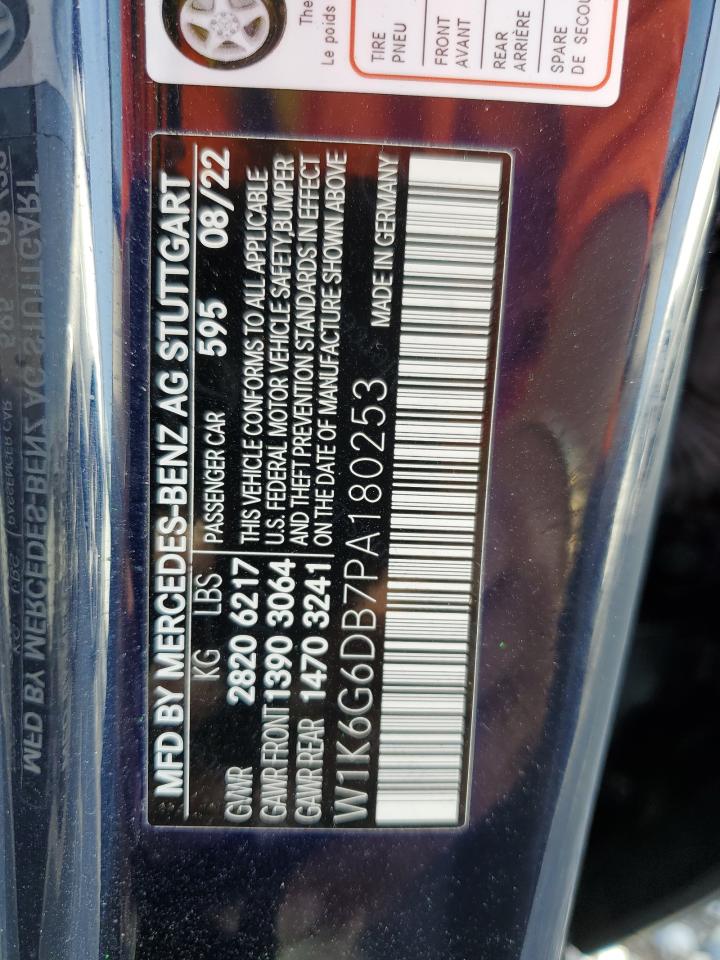 MFD BY MERCEDES-BENZ AG STUTTGART
KG LBS PASSENGER CAR 595 08/22
GVWR 2820 6217 THIS VEHICLE CONFORMS TO ALL APPLICABLE
GAWR FRONT 1390 3064 U.S. FEDERAL MOTOR VEHICLE SAFETY,BUMPER
GAWR REAR 1470 3241 AND THEFT PREVENTION STANDARDS IN EFFECT
ON THE DATE OF MANUFACTURE SHOWN ABOVE
W1K6G6DB7PA180253 MADE IN GERMANY
The
Le poids
TIRE
PNEU
FRONT
AVANT
REAR
ARRIÈRE
SPARE
DE SECOU